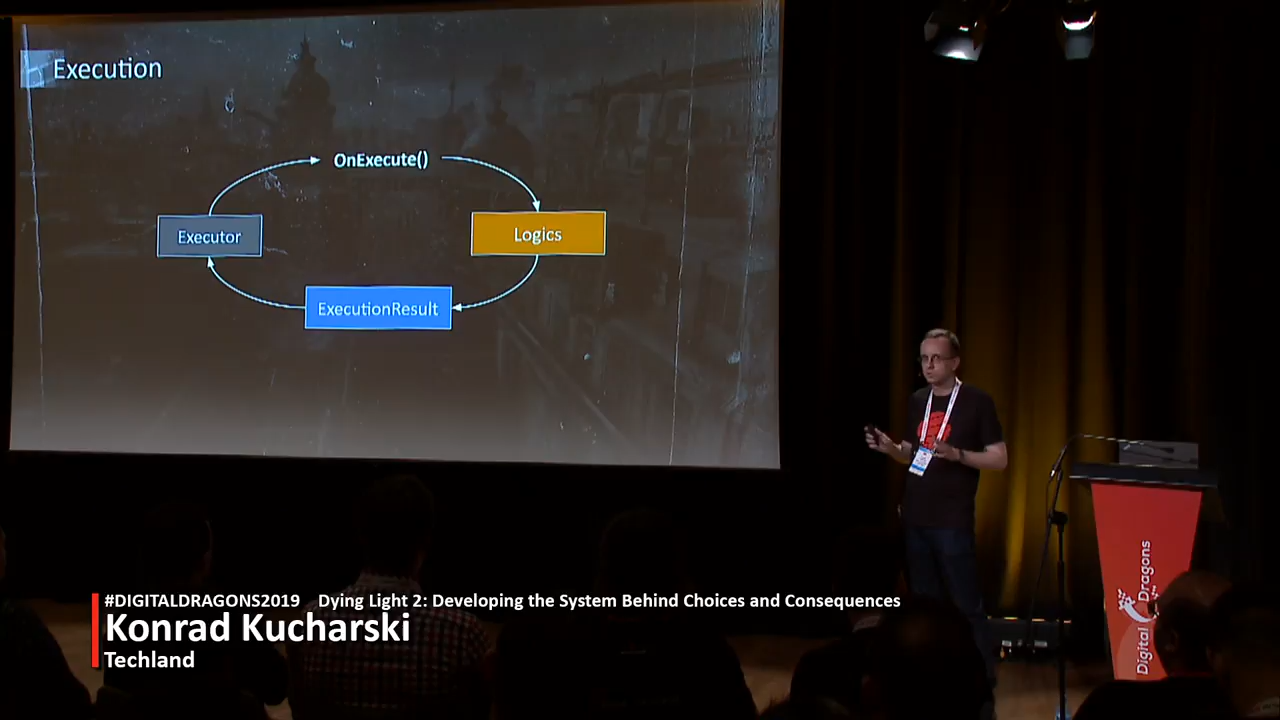 Execution
OnExecute()
Executor
Logics
ExecutionResult
Digital Dragons
#DIGITALDRAGONS2019 Dying Light 2: Developing the System Behind Choices and Consequences
Konrad Kucharski
Techland